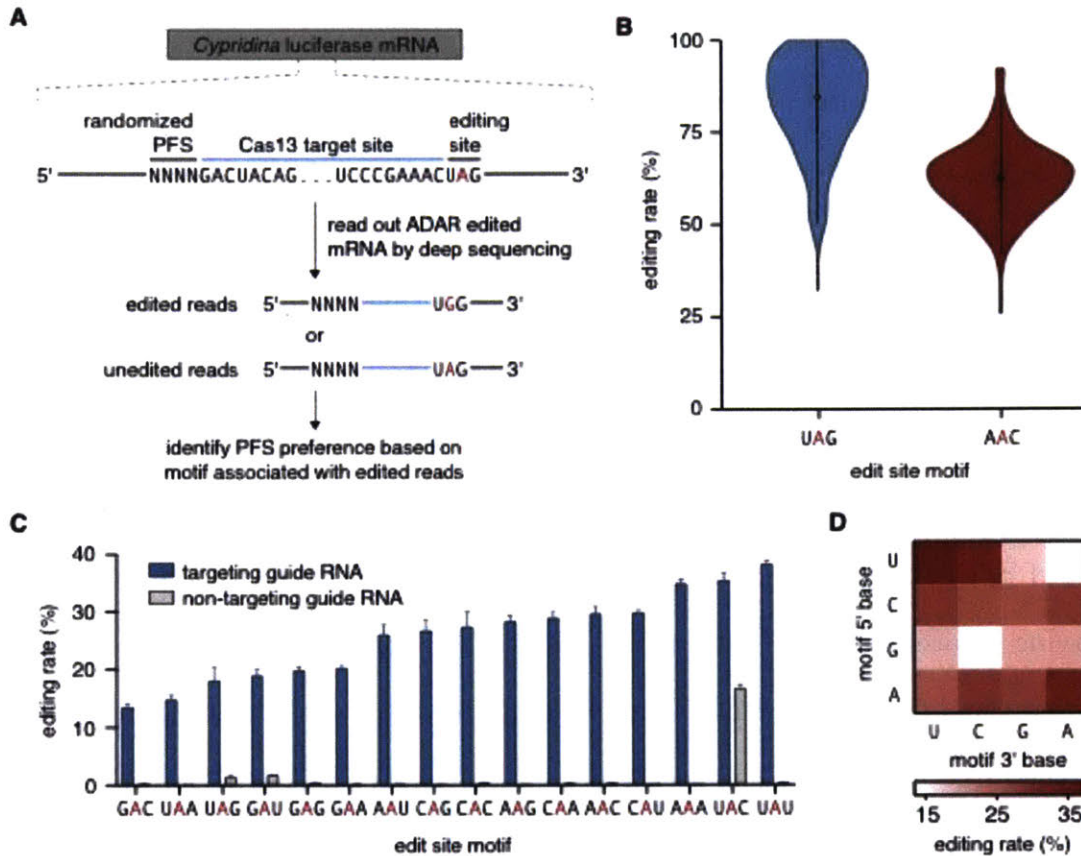 A
Cypridina luciferase mRNA
randomized
PFS
Cas13 target site
editing
site
5' NNNNGACUACAG...UCCCGAAACUAG 3'
read out ADAR edited
mRNA by deep sequencing
edited reads 5' NNNN UGG 3'
or
unedited reads 5' NNNN UAG 3'
identify PFS preference based on
motif associated with edited reads
B
editing rate (%)
100
75
50
25
0
UAG AAC
edit site motif
C
editing rate (%)
40
30
20
10
0
targeting guide RNA
non-targeting guide RNA
GAC UAA UAG GAU GAG GAA AAU CAG CAC AAG CAA AAC CAU AAA UAC UAU
edit site motif
D
motif 5' base
U
C
G
A
U C G A
motif 3' base
15 25 35
editing rate (%)